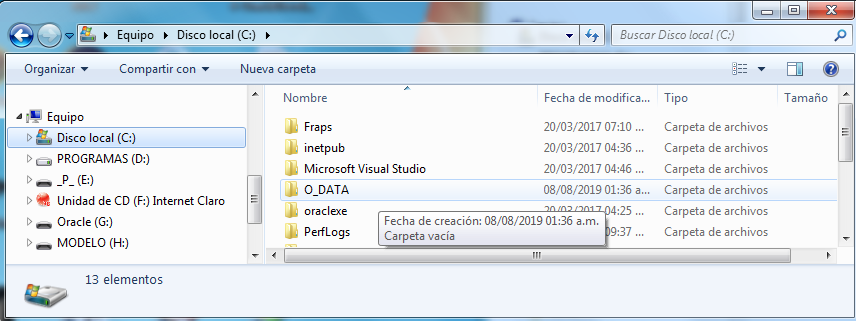 Equipo Disco local (C:) Buscar Disco local (C:)
Organizar Compartir con Nueva carpeta
Nombre Fecha de modifica... Tipo Tamaño
Equipo
Disco local (C:)
PROGRAMAS (D:)
_P_ (E:)
Unidad de CD (F:) Internet Claro
Oracle (G:)
MODELO (H:)
Fraps 20/03/2017 07:10 ... Carpeta de archivos
inetpub 20/03/2017 04:36 ... Carpeta de archivos
Microsoft Visual Studio 20/03/2017 04:46 ... Carpeta de archivos
O_DATA 08/08/2019 01:36 a... Carpeta de archivos
oraclexe 20/03/2017 04:25 ... Carpeta de archivos
PerfLogs 09:37 ... Carpeta de archivos
Fecha de creación: 08/08/2019 01:36 a.m.
Carpeta vacía
13 elementos